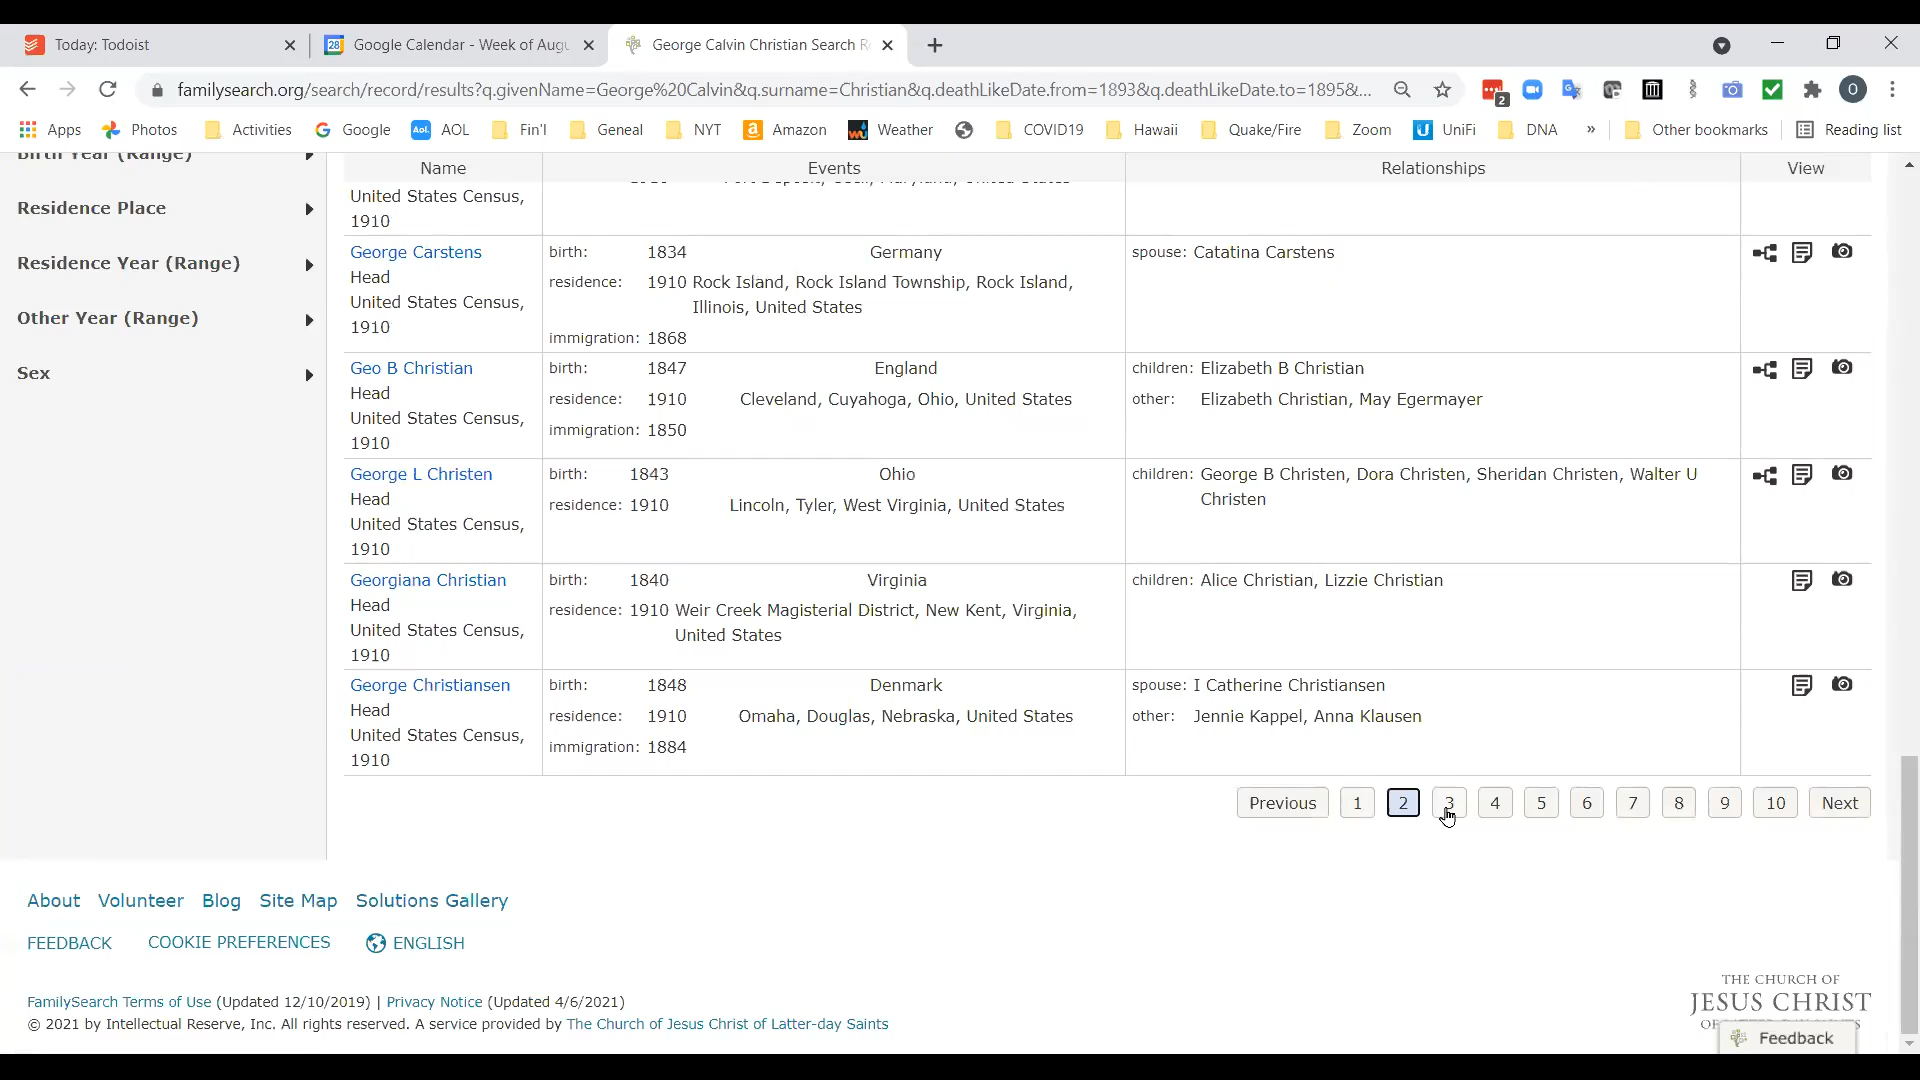 Today: Todoist
28 Google Calendar - Week of Augu
George Calvin Christian Search R
familysearch.org/search/record/results?q.givenName=George%20Calvin&q.surname=Christian&q.deathLikeDate.from=1893&q.deathLikeDate.to=1895&...
2
O
Apps Photos Activities Google Aol. AOL Fin'l Geneal NYT Amazon Weather COVID19 Hawaii Quake/Fire Zoom UniFi DNA » Other bookmarks Reading list
Birth Year (Range)
Residence Place
Residence Year (Range)
Other Year (Range)
Sex
Name Events Relationships View
United States Census,
1910
George Carstens
Head
United States Census,
1910
birth: 1834 Germany
residence: 1910 Rock Island, Rock Island Township, Rock Island,
Illinois, United States
immigration: 1868
spouse: Catatina Carstens
Geo B Christian
Head
United States Census,
1910
birth: 1847 England
residence: 1910 Cleveland, Cuyahoga, Ohio, United States
immigration: 1850
children: Elizabeth B Christian
other: Elizabeth Christian, May Egermayer
George L Christen
Head
United States Census,
1910
birth: 1843 Ohio
residence: 1910 Lincoln, Tyler, West Virginia, United States
children: George B Christen, Dora Christen, Sheridan Christen, Walter U
Christen
Georgiana Christian
Head
United States Census,
1910
birth: 1840 Virginia
residence: 1910 Weir Creek Magisterial District, New Kent, Virginia,
United States
children: Alice Christian, Lizzie Christian
George Christiansen
Head
United States Census,
1910
birth: 1848 Denmark
residence: 1910 Omaha, Douglas, Nebraska, United States
immigration: 1884
spouse: I Catherine Christiansen
other: Jennie Kappel, Anna Klausen
Previous 1 2 3 4 5 6 7 8 9 10 Next
About Volunteer Blog Site Map Solutions Gallery
FEEDBACK COOKIE PREFERENCES ENGLISH
FamilySearch Terms of Use (Updated 12/10/2019) | Privacy Notice (Updated 4/6/2021)
© 2021 by Intellectual Reserve, Inc. All rights reserved. A service provided by The Church of Jesus Christ of Latter-day Saints
THE CHURCH OF
JESUS CHRIST
Feedback